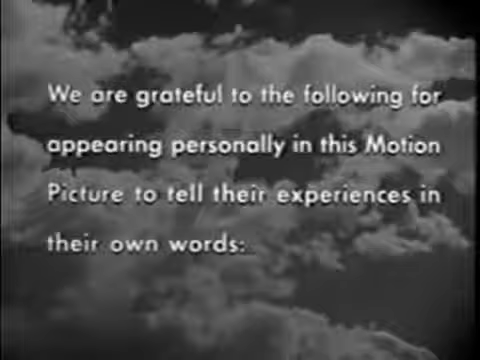 We are grateful to the following for
appearing personally in this Motion
Picture to tell their experiences in
their own words: